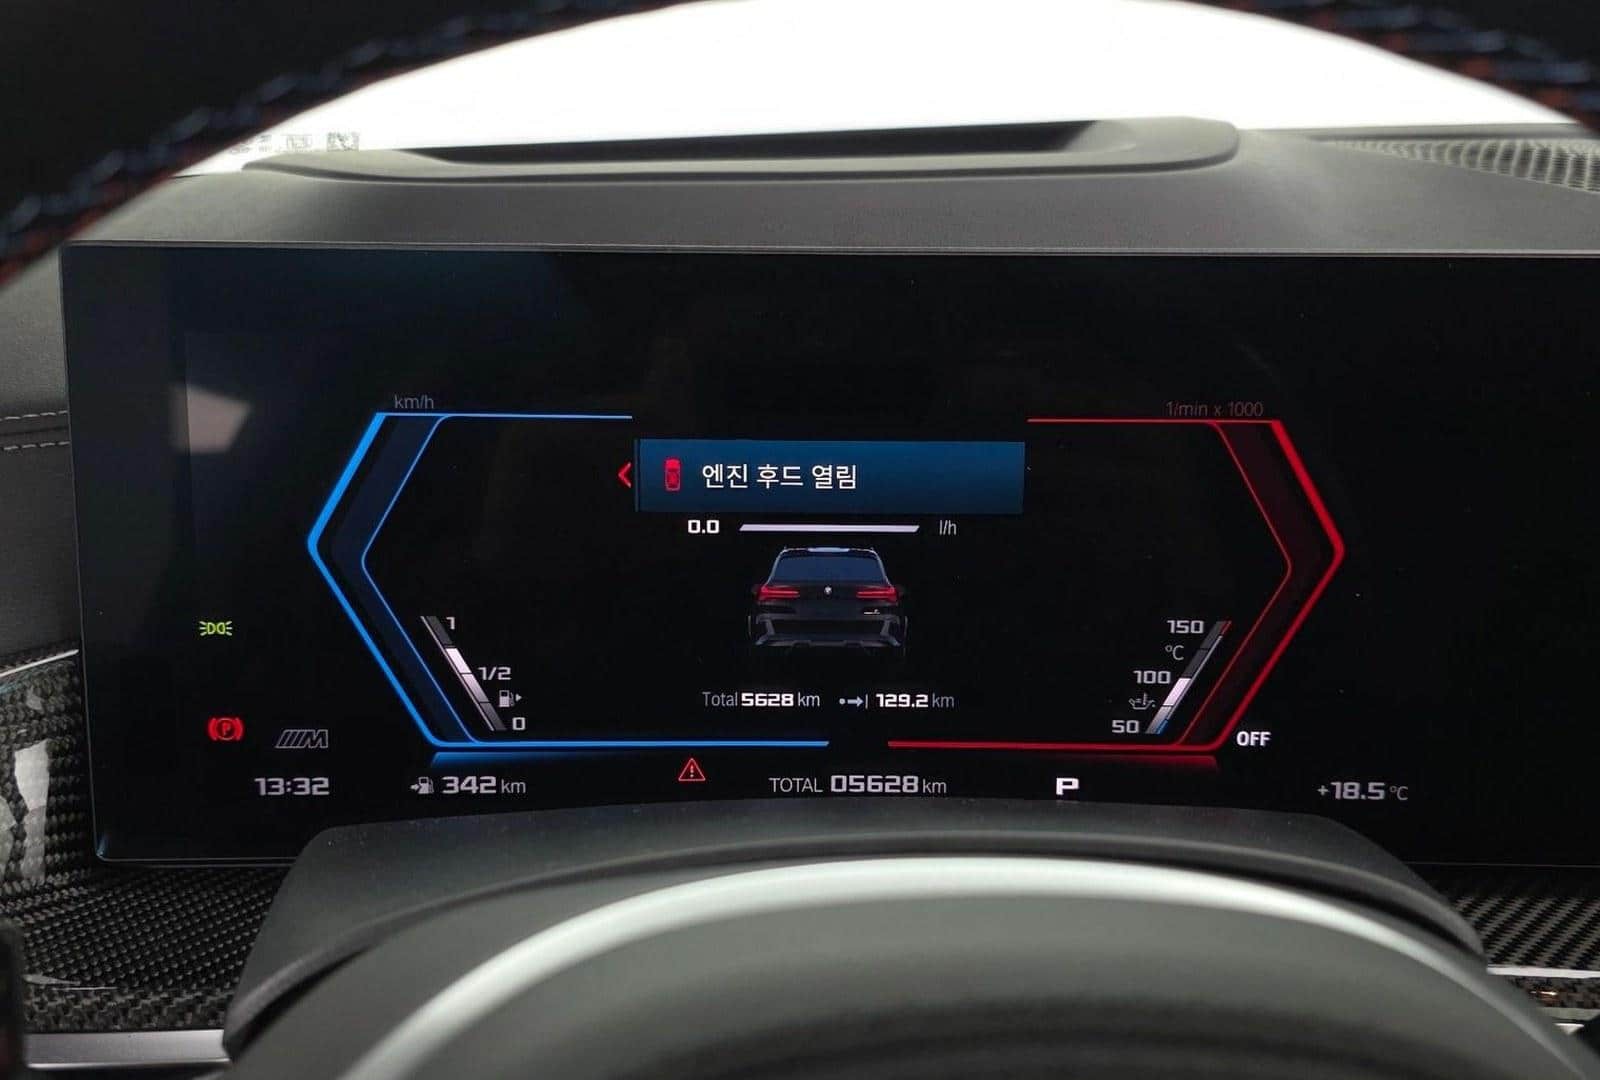 km/h
1/min x 1000
엔진 후드 열림
0.0 l/h
1
150
°C
1/2
100
0
50
Total 5628 km 129.2 km
M
OFF
13:32
342 km
TOTAL 05628 km
P
+18.5 °C